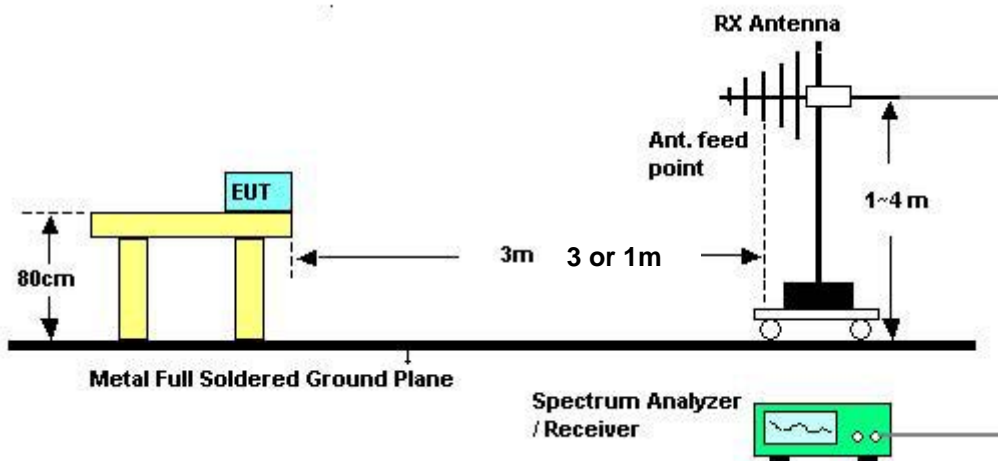 RX Antenna
Ant. feed
point
EUT
1~4 m
3m 3 or 1m
80cm
Metal Full Soldered Ground Plane
Spectrum Analyzer
/ Receiver